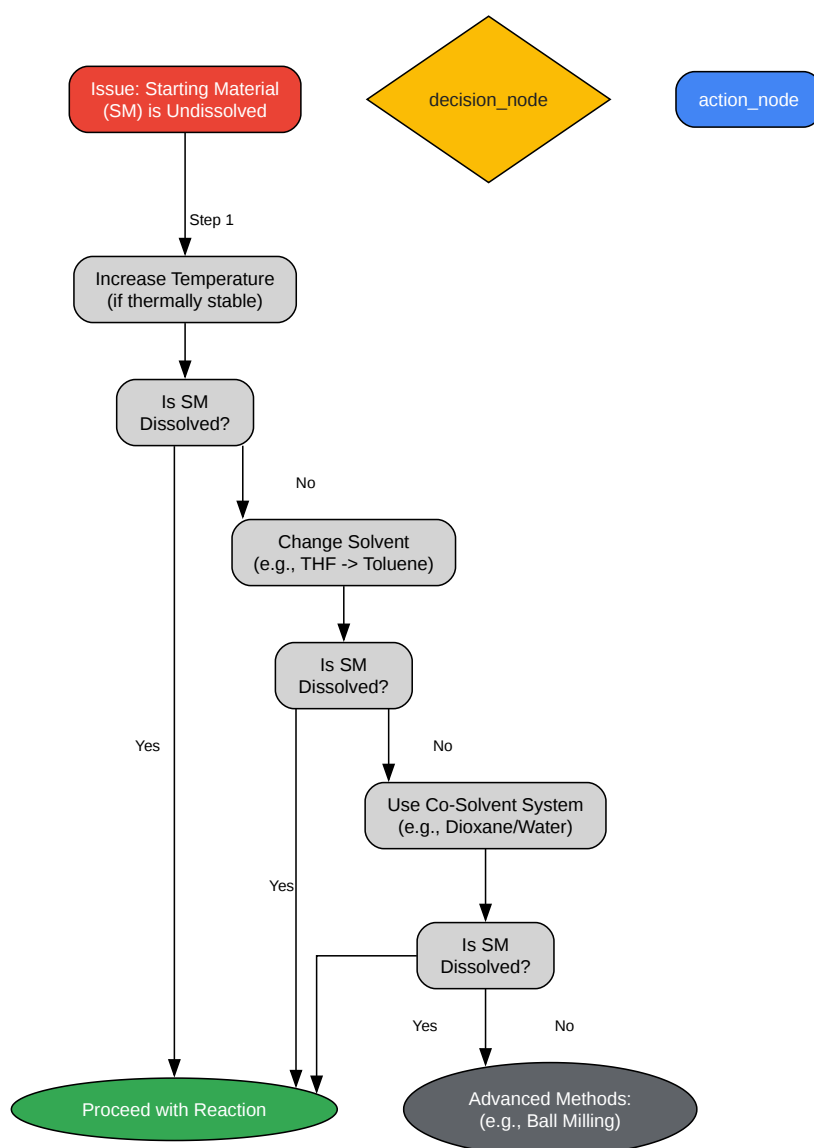 Issue: Starting Material
(SM) is Undissolved
decision_node
action_node
Step 1
Increase Temperature
(if thermally stable)
Is SM
Dissolved?
No
Change Solvent
(e.g., THF -> Toluene)
Is SM
Dissolved?
Yes
No
Use Co-Solvent System
(e.g., Dioxane/Water)
Yes
Is SM
Dissolved?
Yes
No
Proceed with Reaction
Advanced Methods:
(e.g., Ball Milling)